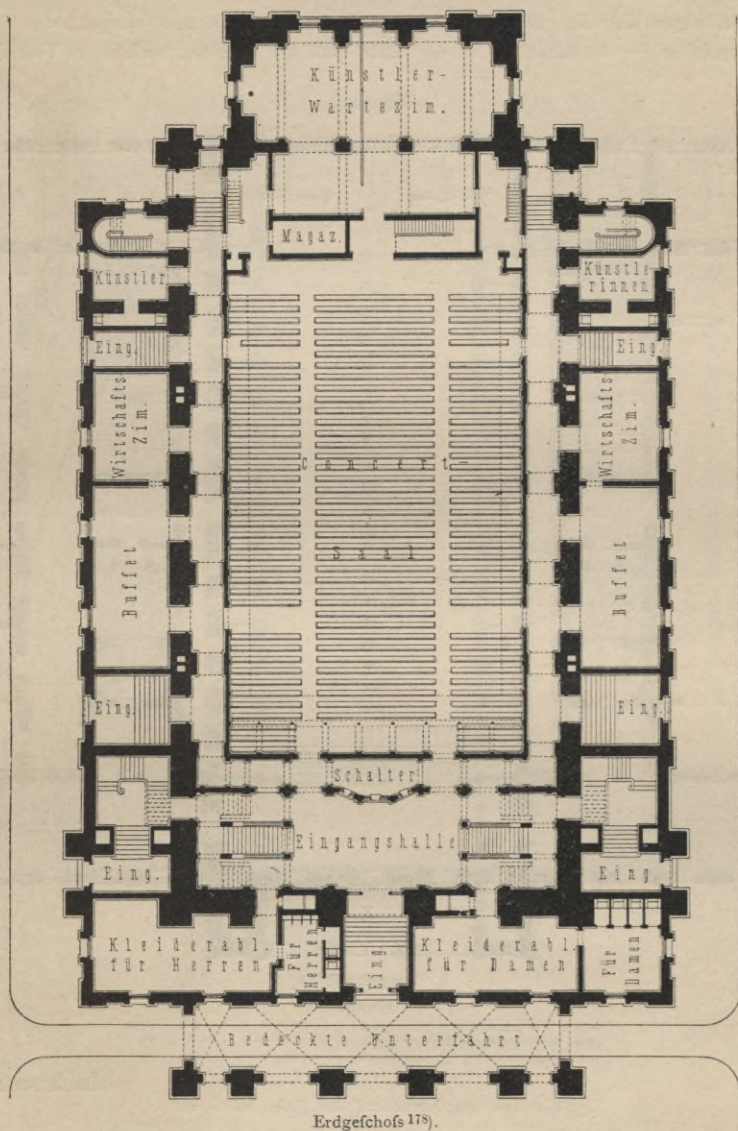 Künstler-
Wartezim.
Magaz.
Künstler
Künstle
rinnen
Eing.
Eing
Wirtschafts
Zim.
Wirtschafts
Zim.
Concert-
Saal
Buffet
Buffet
Eing.
Eing
Schalter
Eingangshalle
Eing.
Eing
Kleiderabl.
für Herren
Für
Herren
Eing
Kleiderabl.
für Damen
Für
Damen
Bedeckte Unterfahrt
Erdgeſchoſs 178).